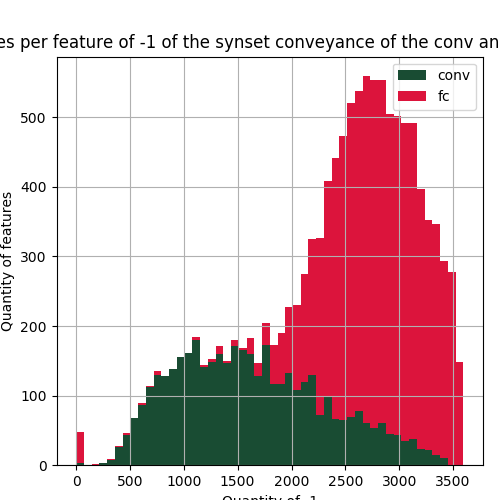 es per feature of -1 of the synset conveyance of the conv an
conv
fc
Quantity of features
500
400
300
200
100
0
0 500 1000 1500 2000 2500 3000 3500
Quantity of -1